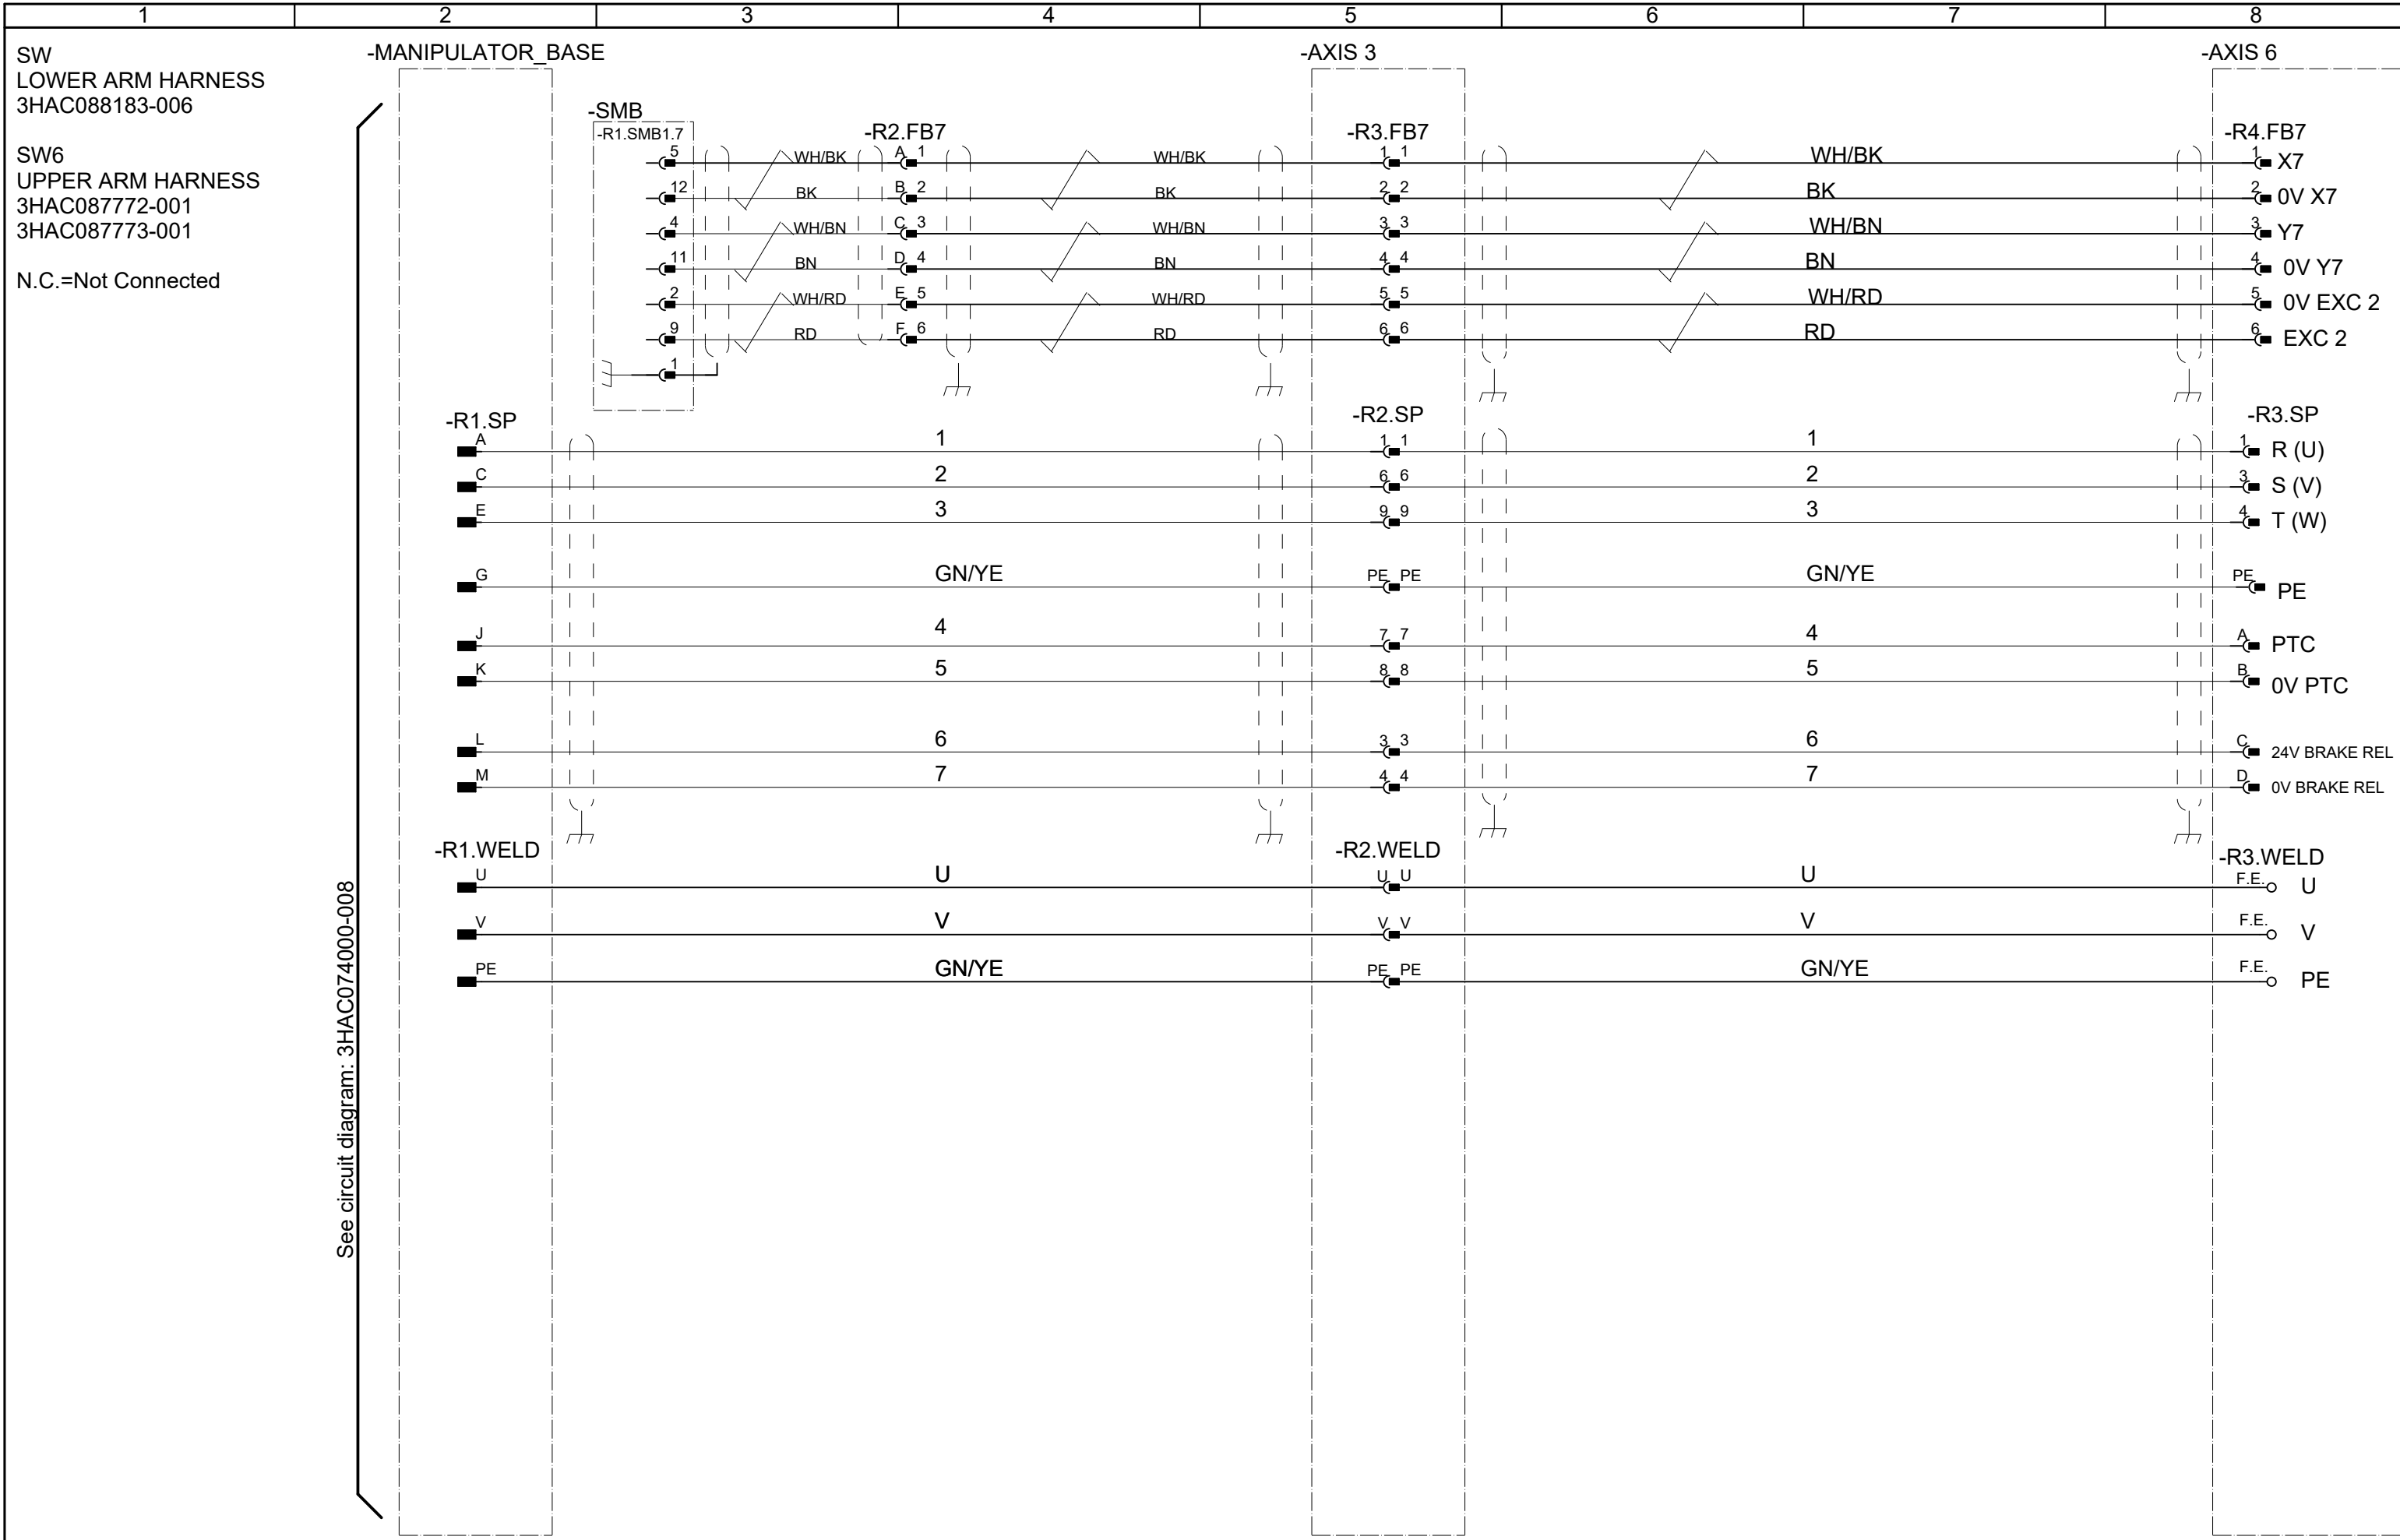 1 2 3 4 5 6 7 8
SW
LOWER ARM HARNESS
3HAC088183-006
SW6
UPPER ARM HARNESS
3HAC087772-001
3HAC087773-001
N.C.=Not Connected
See circuit diagram: 3HAC074000-008
-MANIPULATOR_BASE -AXIS 3 -AXIS 6
-SMB
-R1.SMB1.7 -R2.FB7 -R3.FB7 -R4.FB7
5 WH/BK A 1 WH/BK 1 1 WH/BK 1 X7
12 BK B 2 BK 2 2 BK 2 0V X7
4 WH/BN C 3 WH/BN 3 3 WH/BN 3 Y7
11 BN D 4 BN 4 4 BN 4 0V Y7
2 WH/RD E 5 WH/RD 5 5 WH/RD 5 0V EXC 2
9 RD F 6 RD 6 6 RD 6 EXC 2
1
-R1.SP -R2.SP -R3.SP
A 1 1 1 1 1 R (U)
C 2 6 6 2 3 S (V)
E 3 9 9 3 4 T (W)
G GN/YE PE PE GN/YE PE PE
J 4 7 7 4 A PTC
K 5 8 8 5 B 0V PTC
L 6 3 3 6 C 24V BRAKE REL
M 7 4 4 7 D 0V BRAKE REL
-R1.WELD -R2.WELD -R3.WELD
U U U U U F.E. U
V V V V V F.E. V
PE GN/YE PE PE GN/YE F.E. PE